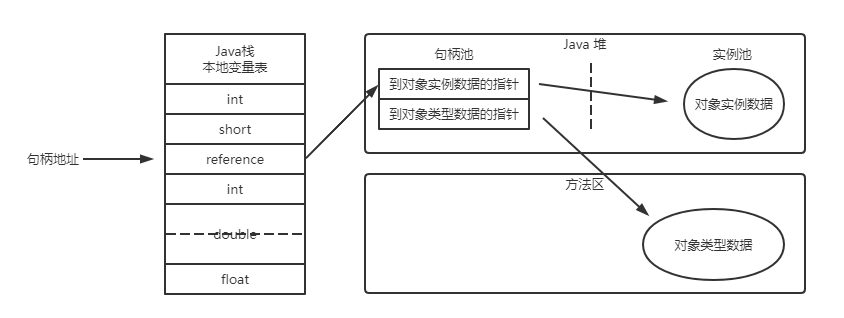 Java栈
本地变量表
int
short
句柄地址
reference
int
double
float
Java 堆
句柄池
实例池
到对象实例数据的指针
到对象类型数据的指针
对象实例数据
方法区
对象类型数据